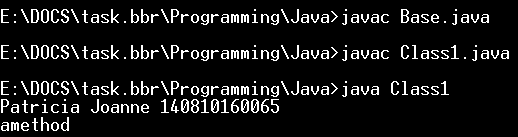 E:\DOCS\task.bbr\Programming\Java>javac Base.java
E:\DOCS\task.bbr\Programming\Java>javac Class1.java
E:\DOCS\task.bbr\Programming\Java>java Class1
Patricia Joanne 140810160065
amethod